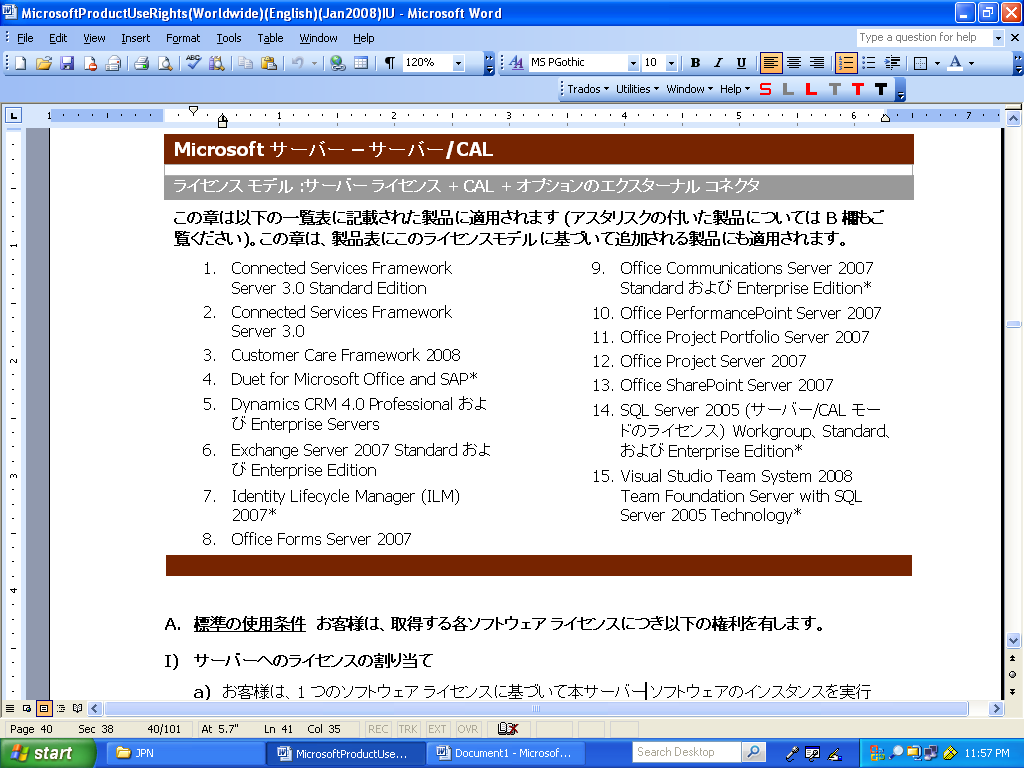 MicrosoftProductUseRights(Worldwide)(English)(Jan2008)IU - Microsoft Word
File Edit View Insert Format Tools Table Window Help
Type a question for help
120% MS PGothic 10 B I U
Trados Utilities Window Help S L L T T T
1 1 2 3 4 5 6 7
Microsoft サーバー – サーバー/CAL
ライセンス モデル :サーバー ライセンス + CAL + オプションのエクスターナル コネクタ
この章は以下の一覧表に記載された製品に適用されます (アスタリスクの付いた製品については B 欄もご
覧ください)。この章は、製品表にこのライセンスモデル に基づいて追加される製品にも適用されます。
1. Connected Services Framework
Server 3.0 Standard Edition
2. Connected Services Framework
Server 3.0
3. Customer Care Framework 2008
4. Duet for Microsoft Office and SAP*
5. Dynamics CRM 4.0 Professional およ
び Enterprise Servers
6. Exchange Server 2007 Standard およ
び Enterprise Edition
7. Identity Lifecycle Manager (ILM)
2007*
8. Office Forms Server 2007
9. Office Communications Server 2007
Standard および Enterprise Edition*
10. Office PerformancePoint Server 2007
11. Office Project Portfolio Server 2007
12. Office Project Server 2007
13. Office SharePoint Server 2007
14. SQL Server 2005 (サーバー/CAL モー
ドのライセンス) Workgroup、Standard、
および Enterprise Edition*
15. Visual Studio Team System 2008
Team Foundation Server with SQL
Server 2005 Technology*
A. 標準の使用条件 お客様は、取得する各ソフトウェア ライセンスにつき以下の権利を有します。
I) サーバーへのライセンスの割り当て
a) お客様は、1 つのソフトウェア ライセンスに基づいて本サーバー ソフトウェアのインスタンスを実行
Page 40 Sec 38 40/101 At 5.7" Ln 41 Col 35 REC TRK EXT OVR
start JPN MicrosoftProductUse... Document1 - Microsof... Search Desktop 11:57 PM